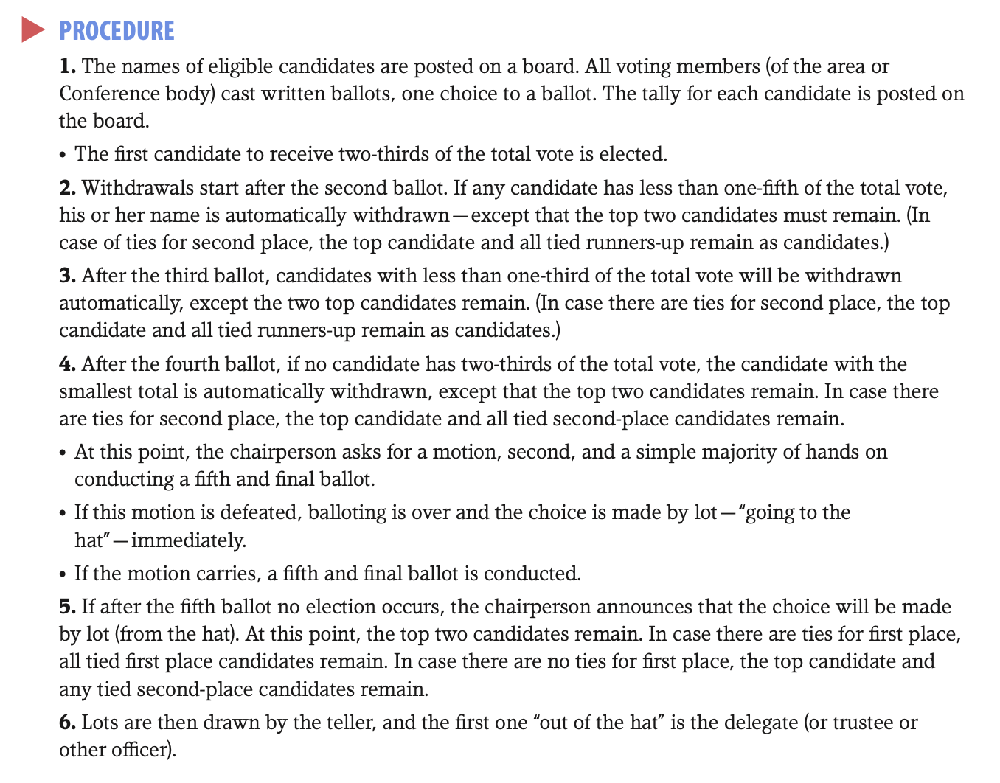 PROCEDURE
1. The names of eligible candidates are posted on a board. All voting members (of the area or
Conference body) cast written ballots, one choice to a ballot. The tally for each candidate is posted on
the board.
• The first candidate to receive two-thirds of the total vote is elected.
2. Withdrawals start after the second ballot. If any candidate has less than one-fifth of the total vote,
his or her name is automatically withdrawn—except that the top two candidates must remain. (In
case of ties for second place, the top candidate and all tied runners-up remain as candidates.)
3. After the third ballot, candidates with less than one-third of the total vote will be withdrawn
automatically, except the two top candidates remain. (In case there are ties for second place, the top
candidate and all tied runners-up remain as candidates.)
4. After the fourth ballot, if no candidate has two-thirds of the total vote, the candidate with the
smallest total is automatically withdrawn, except that the top two candidates remain. In case there
are ties for second place, the top candidate and all tied second-place candidates remain.
• At this point, the chairperson asks for a motion, second, and a simple majority of hands on
conducting a fifth and final ballot.
• If this motion is defeated, balloting is over and the choice is made by lot—“going to the
hat”—immediately.
• If the motion carries, a fifth and final ballot is conducted.
5. If after the fifth ballot no election occurs, the chairperson announces that the choice will be made
by lot (from the hat). At this point, the top two candidates remain. In case there are ties for first place,
all tied first place candidates remain. In case there are no ties for first place, the top candidate and
any tied second-place candidates remain.
6. Lots are then drawn by the teller, and the first one “out of the hat” is the delegate (or trustee or
other officer).